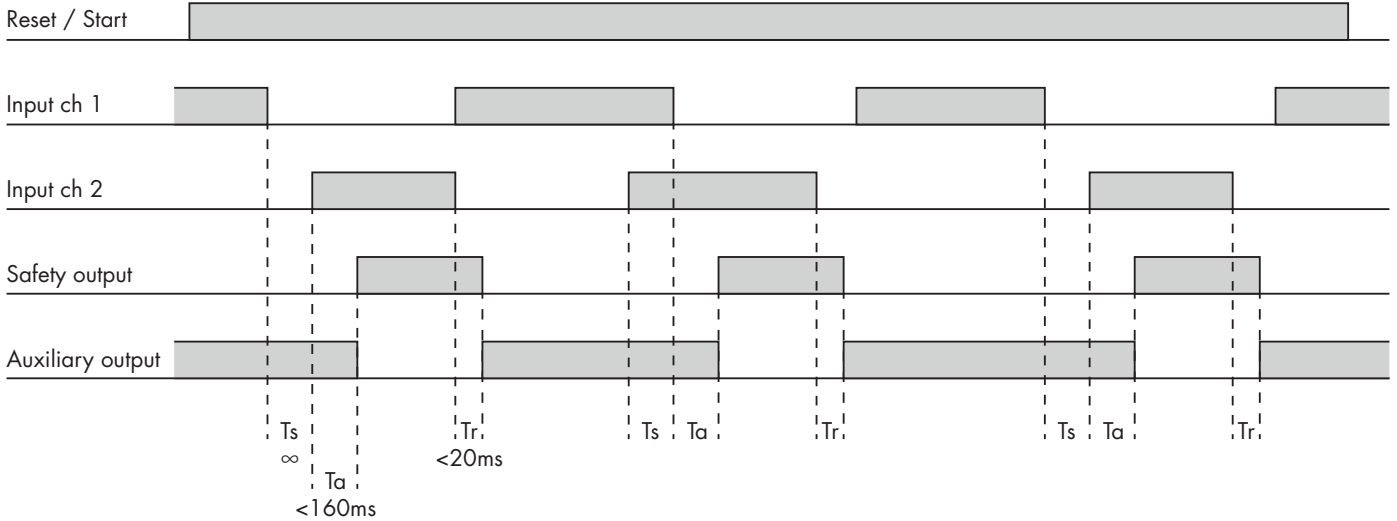 Reset / Start
Input ch 1
Input ch 2
Safety output
Auxiliary output
Ts Tr Ts Ta Tr Ts Ta Tr
∞ <20ms
Ta
<160ms